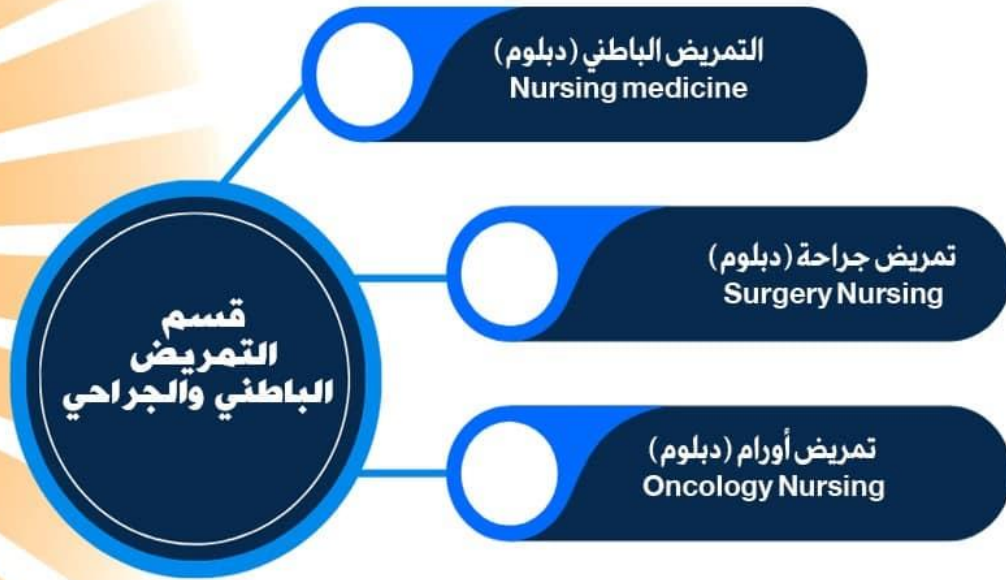 التمريض الباطني (دبلوم)
Nursing medicine
تمريض جراحة (دبلوم)
Surgery Nursing
قسم
التمريض
الباطني والجراحي
تمريض أورام (دبلوم)
Oncology Nursing